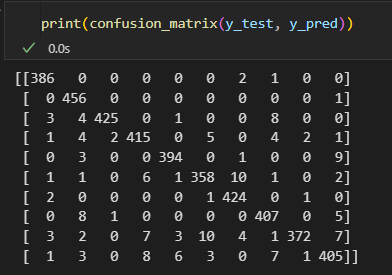 print(confusion_matrix(y_test, y_pred))
0.0s
[[386 0 0 0 0 0 2 1 0 0]
[ 0 456 0 0 0 0 0 0 0 1]
[ 3 4 425 0 1 0 0 8 0 0]
[ 1 4 2 415 0 5 0 4 2 1]
[ 0 3 0 0 394 0 1 0 0 9]
[ 1 1 0 6 1 358 10 1 0 2]
[ 2 0 0 0 0 1 424 0 1 0]
[ 0 8 1 0 0 0 0 407 0 5]
[ 3 2 0 7 3 10 4 1 372 7]
[ 1 3 0 8 6 3 0 7 1 405]]